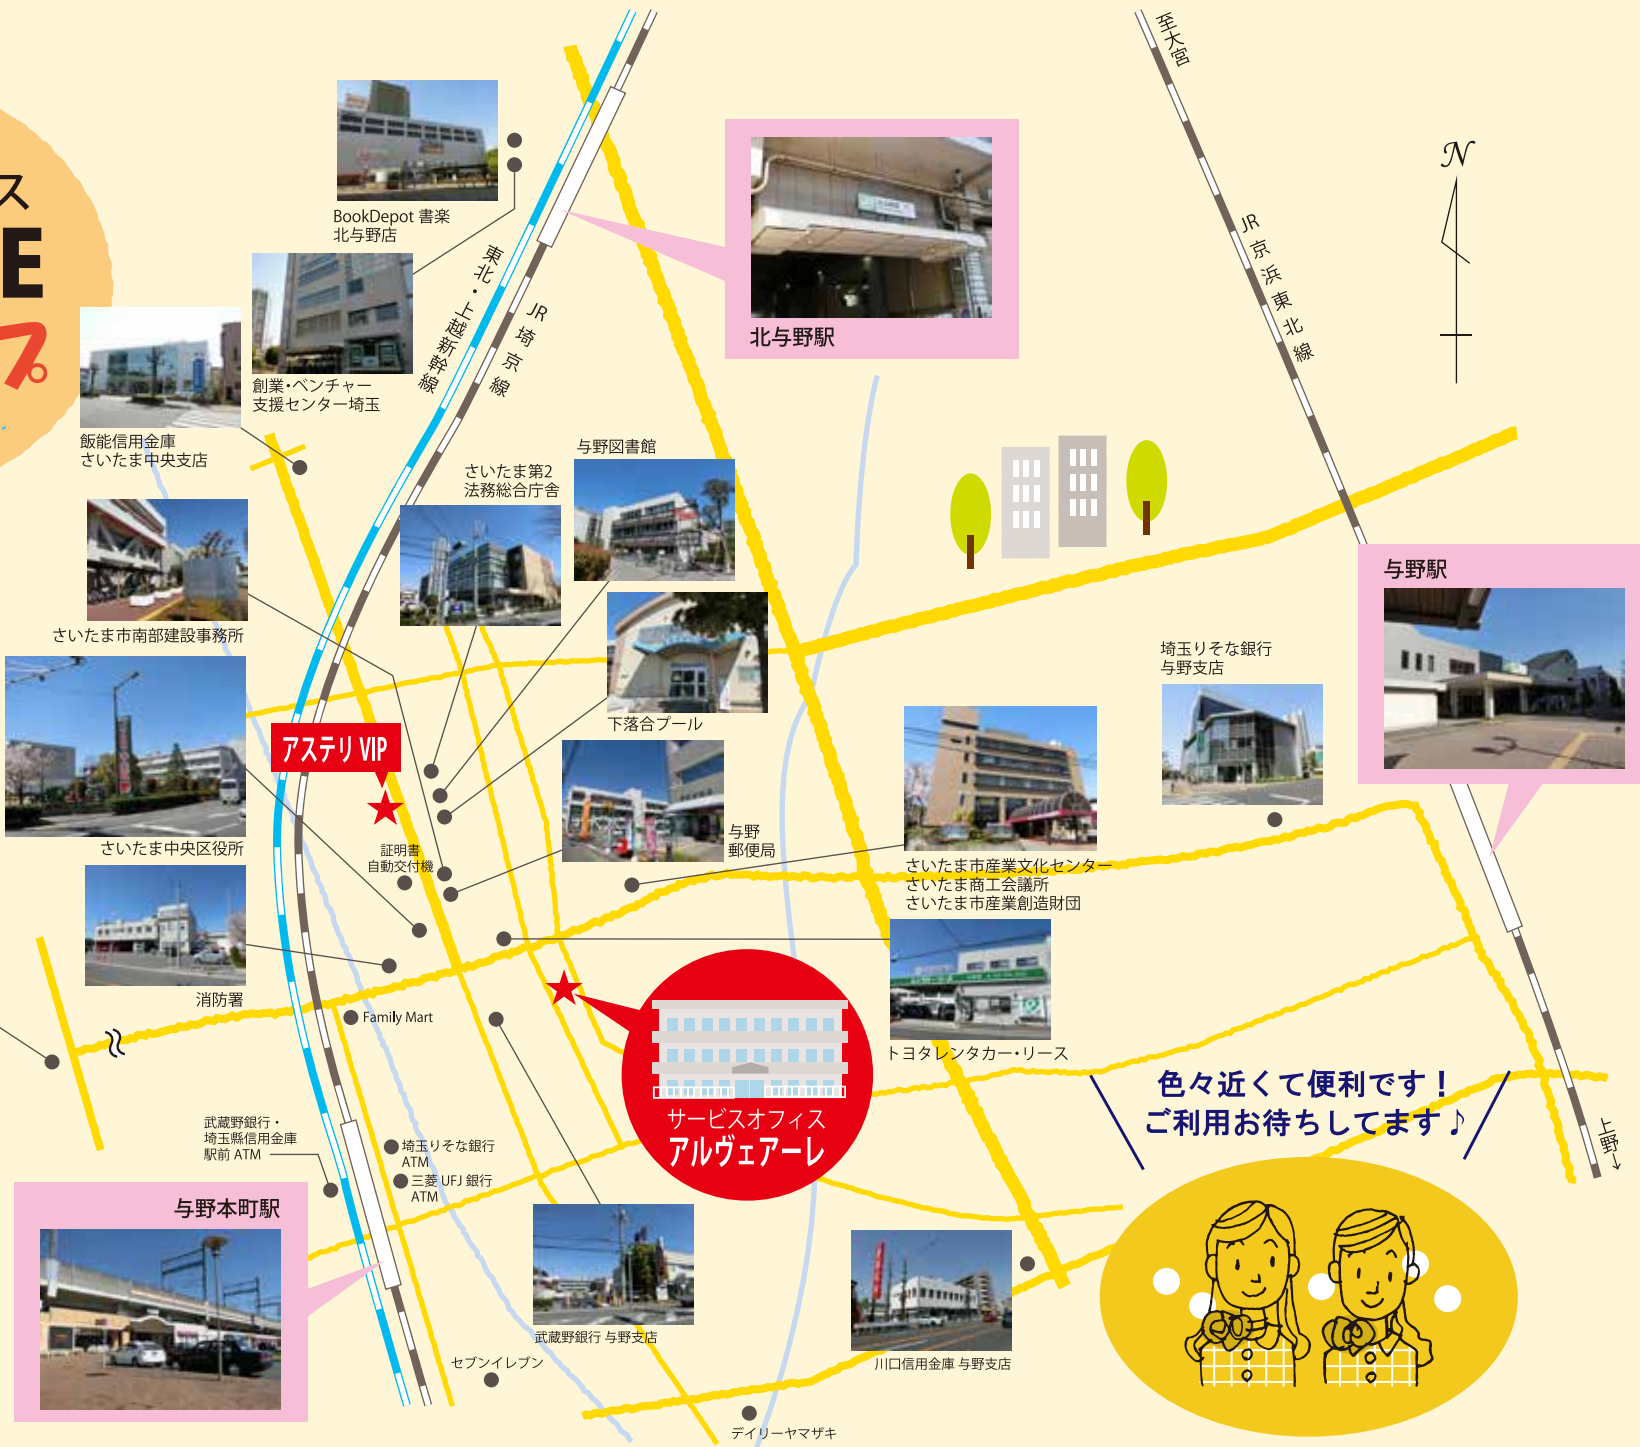 ス
E
プ。
BookDepot 書楽
北与野店
創業・ベンチャー
支援センター埼玉
飯能信用金庫
さいたま中央支店
東北・上越新幹線
JR 埼京線
北与野駅
至大宮
JR 京浜東北線
N
与野図書館
さいたま第2
法務総合庁舎
さいたま市南部建設事務所
下落合プール
与野駅
埼玉りそな銀行
与野支店
アステリ VIP
さいたま中央区役所
証明書
自動交付機
与野
郵便局
さいたま市産業文化センター
さいたま商工会議所
さいたま市産業創造財団
消防署
Family Mart
トヨタレンタカー・リース
サービスオフィス
アルヴェアーレ
色々近くて便利です！
ご利用お待ちしてます♪
上野→
武蔵野銀行・
埼玉縣信用金庫
駅前 ATM
埼玉りそな銀行
ATM
三菱 UFJ 銀行
ATM
与野本町駅
武蔵野銀行 与野支店
川口信用金庫 与野支店
セブンイレブン
デイリーヤマザキ